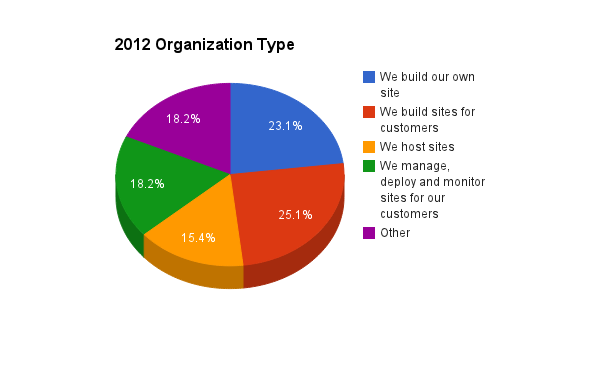 2012 Organization Type
We build our own
site
We build sites for
customers
We host sites
We manage,
deploy and monitor
sites for our
customers
Other
18.2%
23.1%
18.2%
25.1%
15.4%